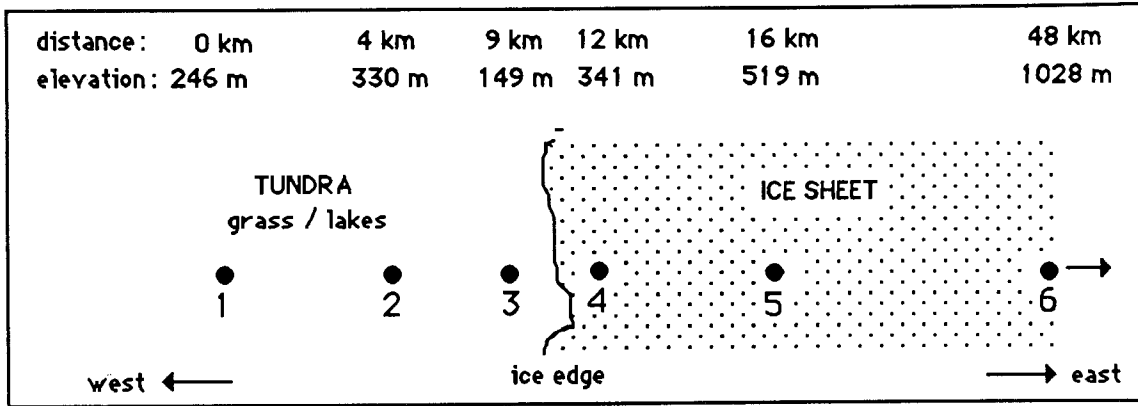 distance: 0 km 4 km 9 km 12 km 16 km 48 km
elevation: 246 m 330 m 149 m 341 m 519 m 1028 m
TUNDRA ICE SHEET
grass / lakes
1 2 3 4 5 6
west ice edge east